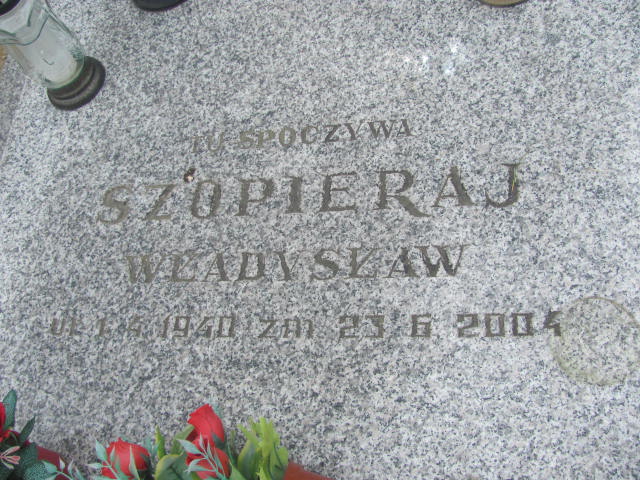 TU SPOCZYWA
SZOPIERAJ
WŁADYSŁAW
UR 1. 4. 1940 ZM 23 6 2004